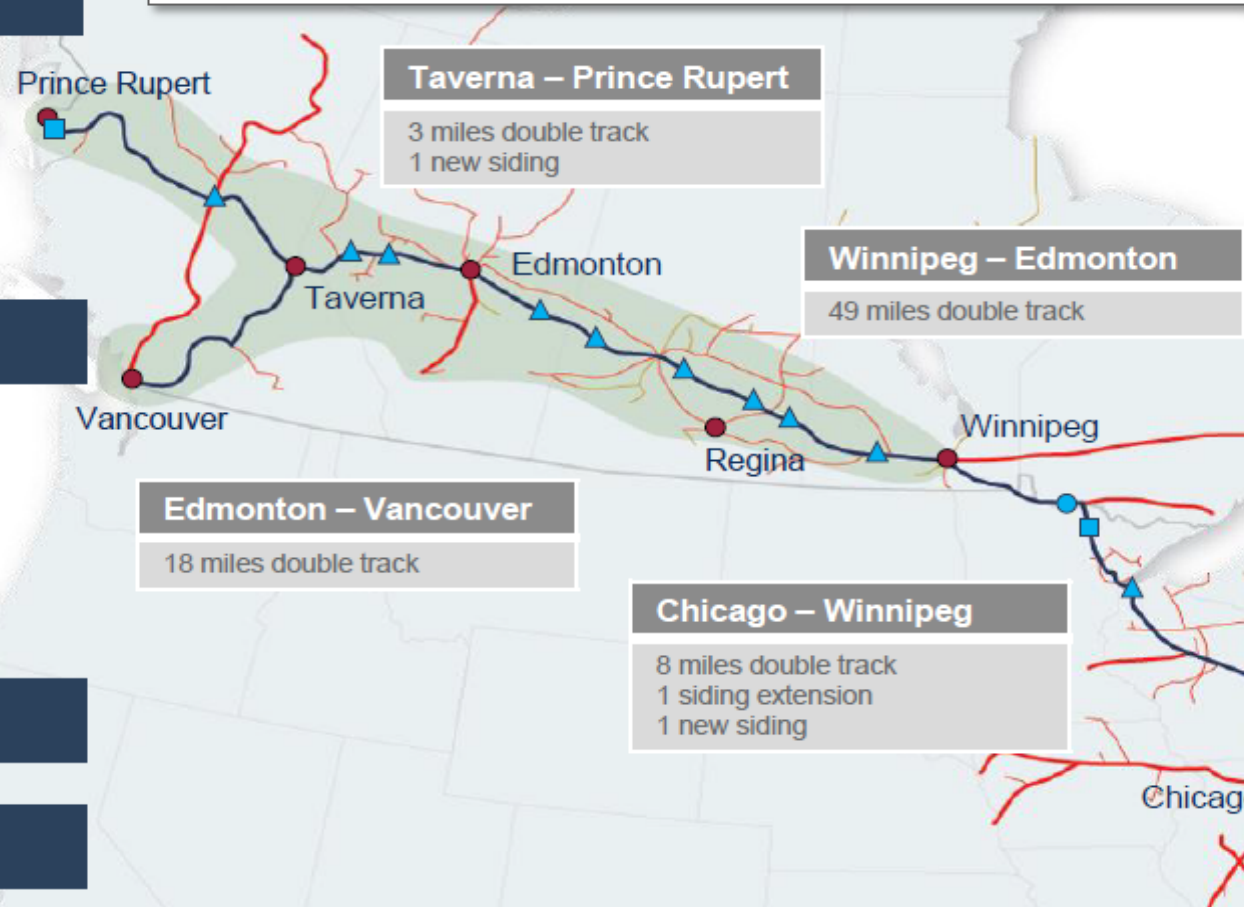 Prince Rupert
Taverna – Prince Rupert
3 miles double track
1 new siding
Edmonton
Winnipeg – Edmonton
49 miles double track
Taverna
Vancouver
Winnipeg
Regina
Edmonton – Vancouver
18 miles double track
Chicago – Winnipeg
8 miles double track
1 siding extension
1 new siding
Chicag